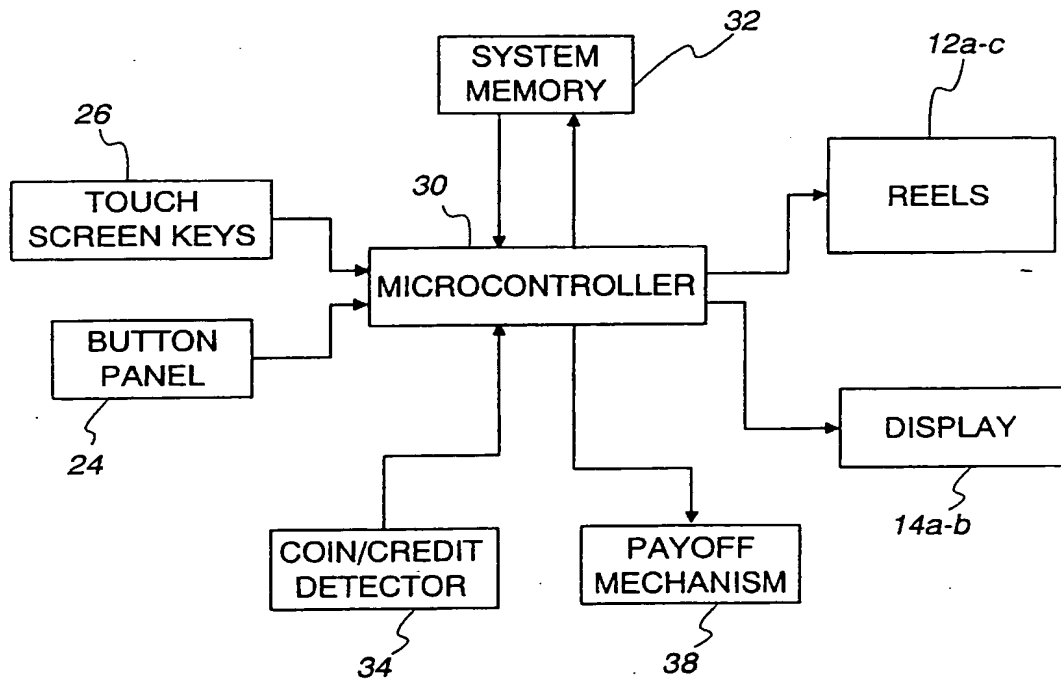 32
SYSTEM
MEMORY
12a-c
26
TOUCH
SCREEN KEYS
30
REELS
MICROCONTROLLER
BUTTON
PANEL
24
DISPLAY
14a-b
COIN/CREDIT
DETECTOR
34
PAYOFF
MECHANISM
38